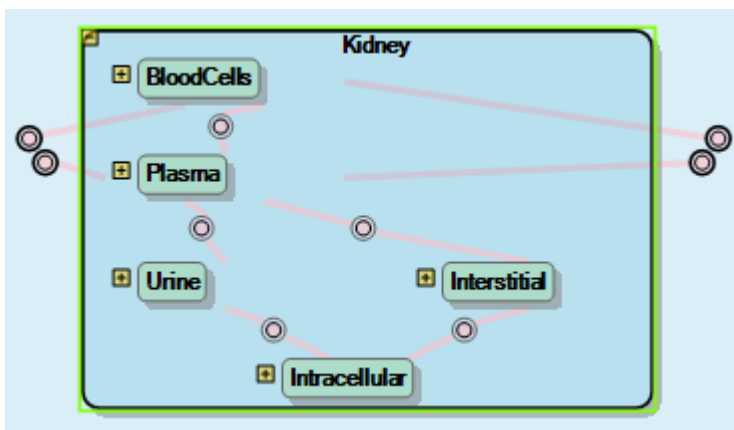 Kidney
BloodCells
Plasma
Urine
Interstitial
Intracellular